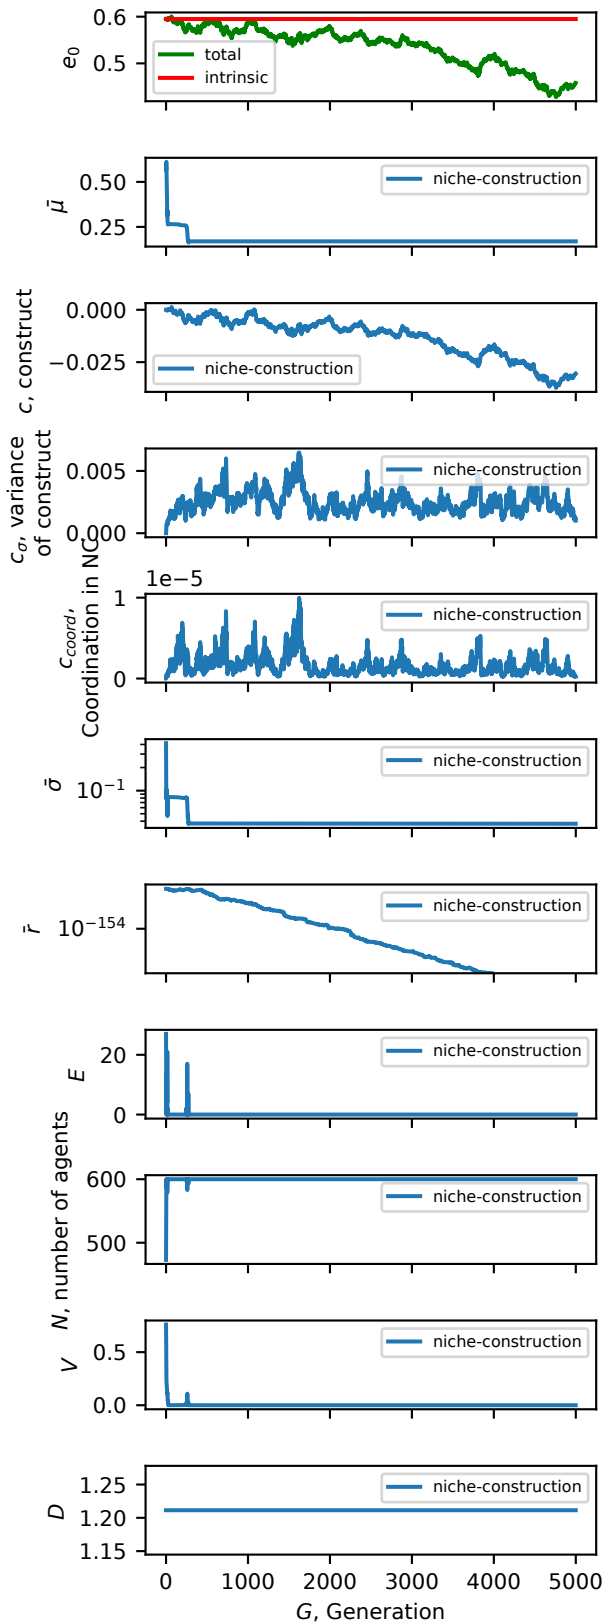 0.6
0.5
e₀
total
intrinsic
0.50
0.25
μ̄
niche-construction
0.000
−0.025
c, construct
niche-construction
0.005
0.000
c_σ, variance
of construct
niche-construction
1e−5
1
0
c_coord,
Coordination in NC
niche-construction
10⁻¹
σ̄
niche-construction
10⁻¹⁵⁴
r̄
niche-construction
20
0
E
niche-construction
600
500
N, number of agents
niche-construction
0.5
0.0
V
niche-construction
1.25
1.20
1.15
D
niche-construction
0 1000 2000 3000 4000 5000
G, Generation